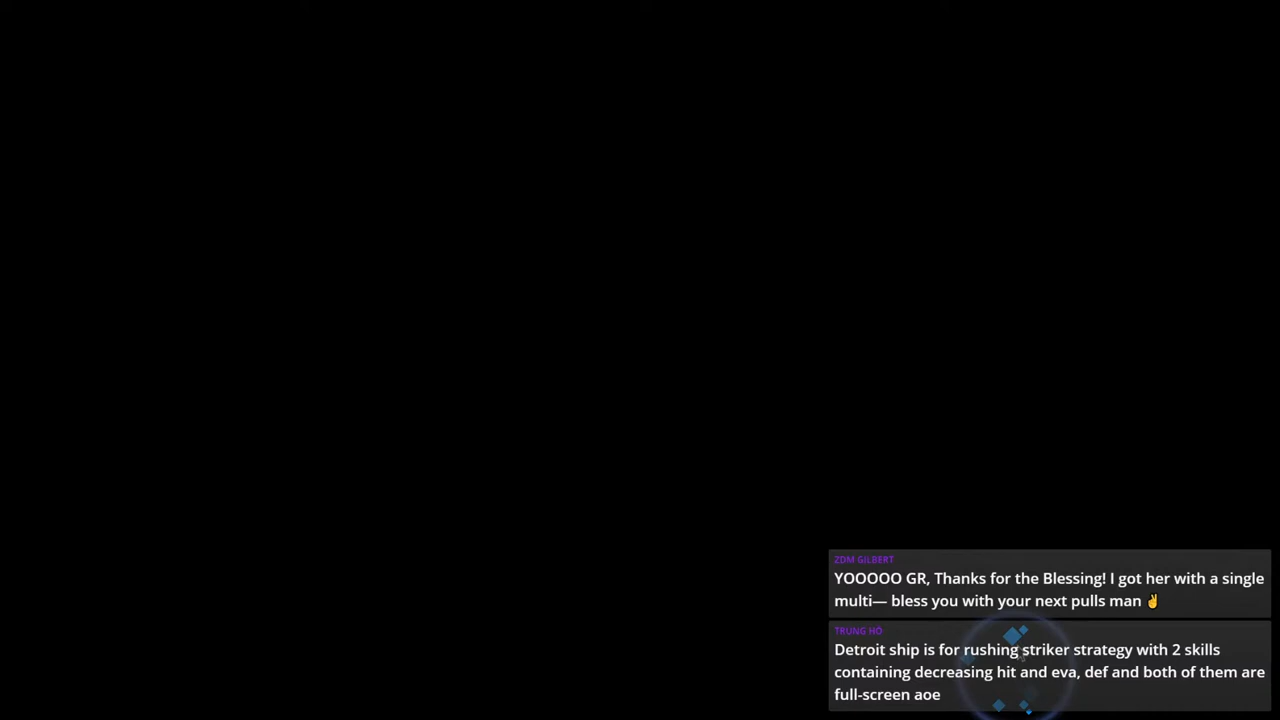 ZDM GILBERT
YOOOOO GR, Thanks for the Blessing! I got her with a single
multi— bless you with your next pulls man ✌
TRUNG HO
Detroit ship is for rushing striker strategy with 2 skills
containing decreasing hit and eva, def and both of them are
full-screen aoe